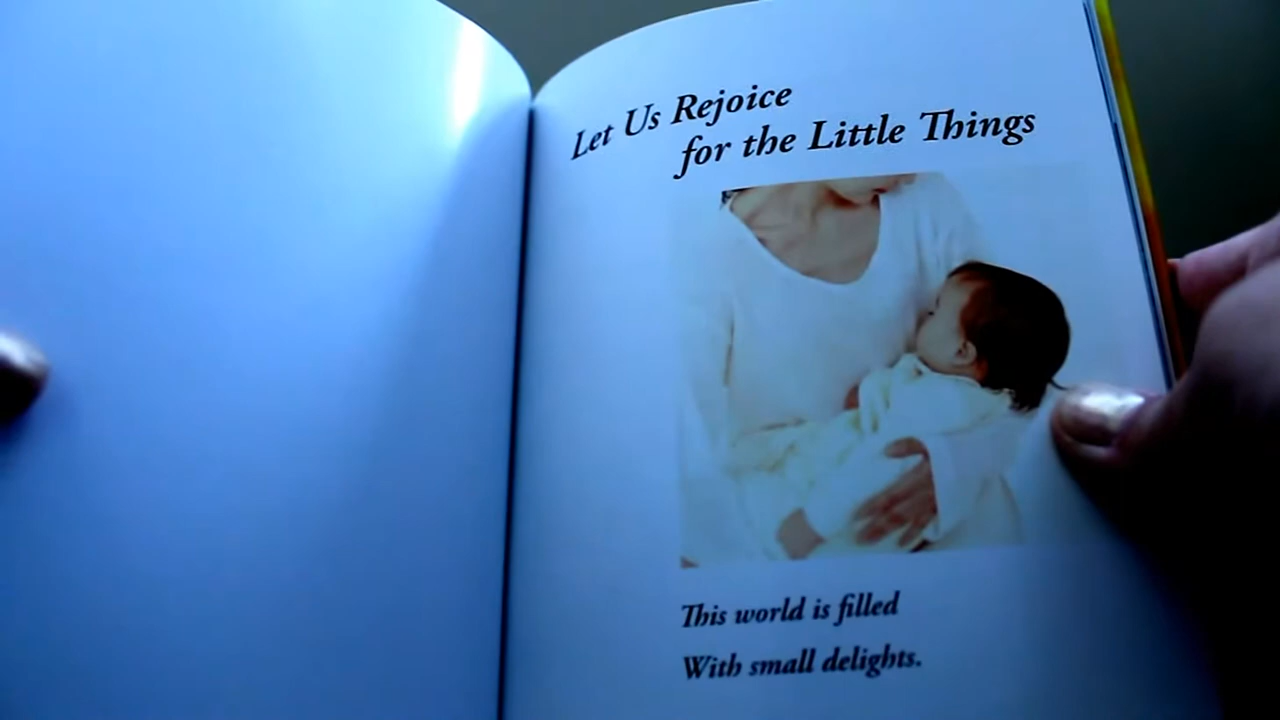 Let Us Rejoice
for the Little Things
This world is filled
With small delights.